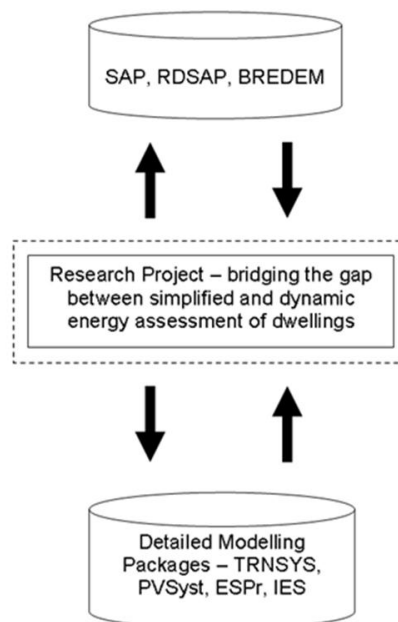 SAP, RDSAP, BREDEM
Research Project – bridging the gap
between simplified and dynamic
energy assessment of dwellings
Detailed Modelling
Packages – TRNSYS,
PVSyst, ESPr, IES